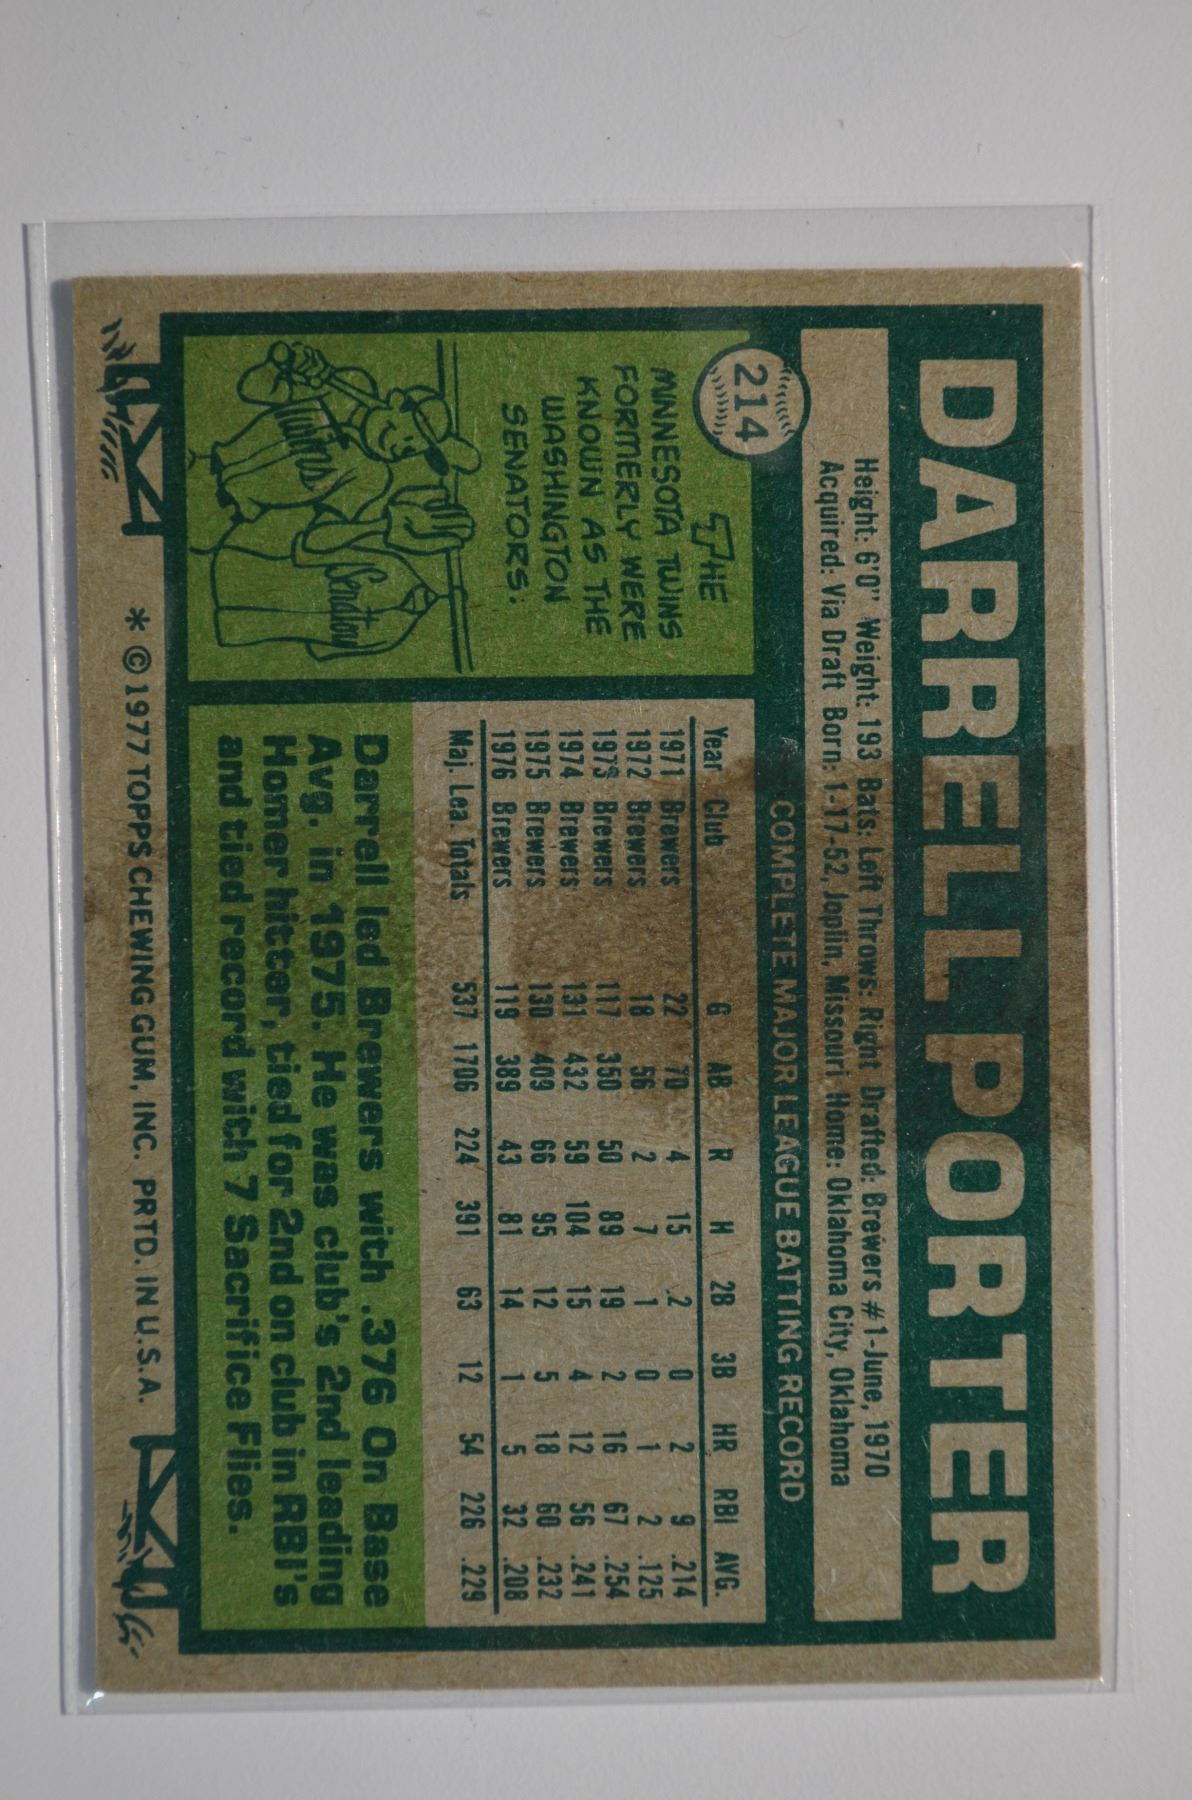 DARRELL PORTER
Height: 6'0" Weight: 193 Bats: Left Throws: Right Drafted: Brewers #1-June, 1970
Acquired: Via Draft Born: 1-17-52, Joplin, Missouri Home: Oklahoma City, Oklahoma
214
THE
MINNESOTA TWINS
FORMERLY WERE
KNOWN AS THE
WASHINGTON
SENATORS.
Twins
Senators
COMPLETE MAJOR LEAGUE BATTING RECORD
Year Club G AB R H 2B 3B HR RBI AVG.
1971 Brewers 22 70 4 15 2 0 2 9 .214
1972 Brewers 18 56 2 7 1 0 1 2 .125
1973 Brewers 117 350 50 89 19 2 16 67 .254
1974 Brewers 131 432 59 104 15 4 12 56 .241
1975 Brewers 130 409 66 95 12 5 18 60 .232
1976 Brewers 119 389 43 81 14 1 5 32 .208
Maj. Lea. Totals 537 1706 224 391 63 12 54 226 .229
Darrell led Brewers with .376 On Base
Avg. in 1975. He was club's 2nd leading
Homer hitter, tied for 2nd on club in RBI's
and tied record with 7 Sacrifice Flies.
* © 1977 TOPPS CHEWING GUM, INC. PRTD. IN U.S.A.